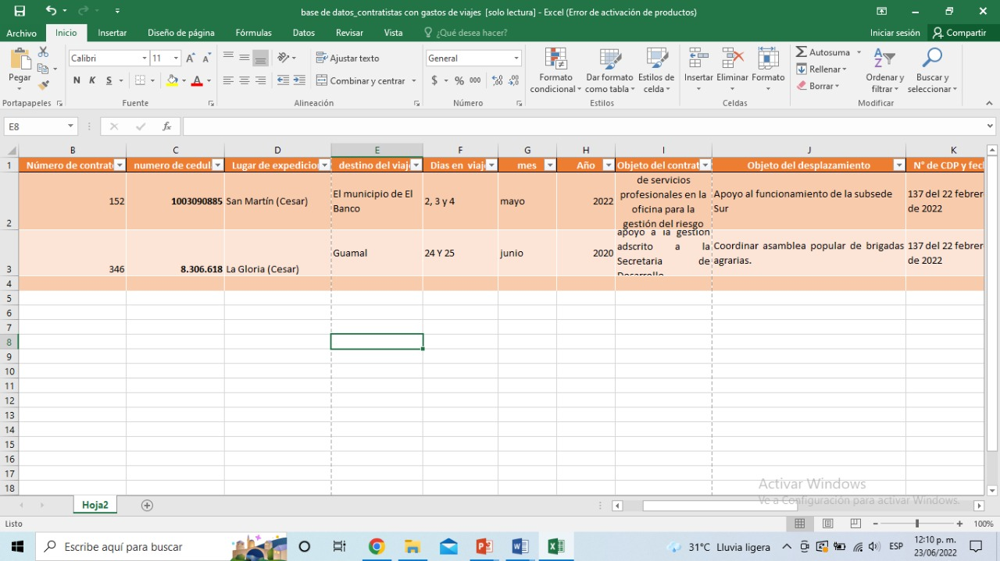 base de datos_contratistas con gastos de viajes [solo lectura] - Excel (Error de activación de productos)
Archivo Inicio Insertar Diseño de página Fórmulas Datos Revisar Vista ¿Qué desea hacer? Iniciar sesión Compartir
Calibri 11 Ajustar texto General Autosuma
Pegar N K S Combinar y centrar $ % 000 Formato condicional Dar formato como tabla Estilos de celda Insertar Eliminar Formato Rellenar Borrar Ordenary filtrar Buscar y seleccionar
Portapapeles Fuente Alineación Número Estilos Celdas Modificar
E8 fx
B C D E F G H I J K
1 Número de contrat numero de cedul Lugar de expedicio destino del viaj Dias en viaj mes Año Objeto del contrat Objeto del desplazamiento N° de CDP y fecl
2 152 1003090885 San Martín (Cesar) El municipio de El Banco 2, 3 y 4 mayo 2022 de servicios profesionales en la oficina para la gestión del riesgo Apoyo al funcionamiento de la subsede Sur 137 del 22 febrer de 2022
3 346 8.306.618 La Gloria (Cesar) Guamal 24 Y 25 junio 2020 apoyo a la gestión adscrito a la Secretaria de Desarrollo Coordinar asamblea popular de brigadas agrarias. 137 del 22 febrer de 2022
4
5
6
7
8
9
10
11
12
13
14
15
16
17
18
Activar Windows
Ve a Configuración para activar Windows.
Hoja2
Listo 100%
Escribe aquí para buscar 31°C Lluvia ligera ESP 12:10 p. m.
23/06/2022